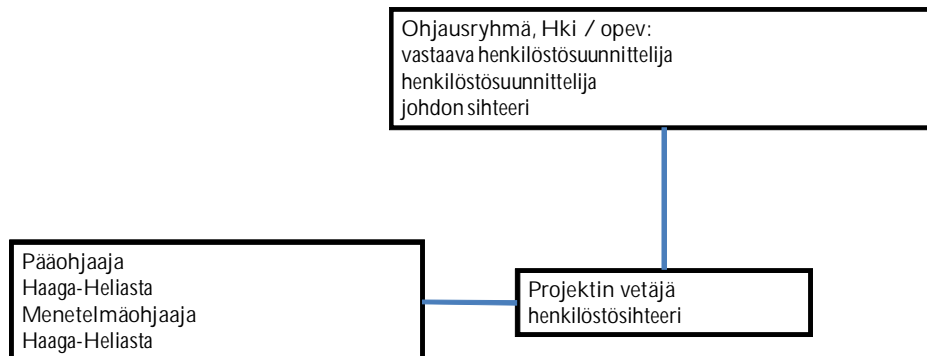 Ohjausryhmä, Hki / opev:
vastaava henkilöstösuunnittelija
henkilöstösuunnittelija
johdon sihteeri
Pääohjaaja
Haaga-Heliasta
Menetelmäohjaaja
Haaga-Heliasta
Projektin vetäjä
henkilöstösihteeri